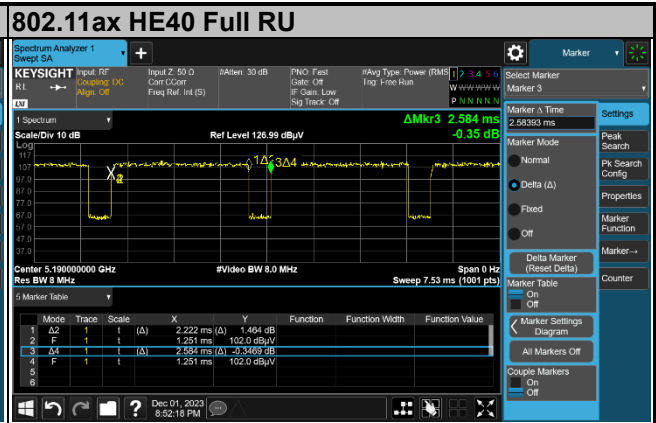 802.11ax HE40 Full RU
Spectrum Analyzer 1
Swept SA
+
Marker
KEYSIGHT
Input: RF
Input Z: 50 Ω
#Atten: 30 dB
PNO: Fast
#Avg Type: Power (RMS)
1 2 3 4 5 6
R L
Coupling: DC
Corr CCorr
Gate: Off
Trig: Free Run
Align: Off
Freq Ref: Int (S)
IF Gain: Low
W W W W W W
Sig Track: Off
P N N N N N
LXI
Select Marker
Marker 3
1 Spectrum
ΔMkr3 2.584 ms
Scale/Div 10 dB
Ref Level 126.99 dBµV
-0.35 dB
Log
117
107
97.0
87.0
77.0
67.0
57.0
47.0
37.0
1Δ2
3Δ4
Center 5.190000000 GHz
#Video BW 8.0 MHz
Span 0 Hz
Res BW 8 MHz
Sweep 7.53 ms (1001 pts)
5 Marker Table
Mode Trace Scale X Y Function Function Width Function Value
1 Δ2 1 t (Δ) 2.222 ms (Δ) 1.464 dB
2 F 1 t 1.251 ms 102.0 dBµV
3 Δ4 1 t (Δ) 2.584 ms (Δ) -0.3469 dB
4 F 1 t 1.251 ms 102.0 dBµV
5
6
Marker Δ Time
2.58393 ms
Marker Mode
Normal
Delta (Δ)
Fixed
Off
Delta Marker
(Reset Delta)
Marker Table
On
Off
Marker Settings
Diagram
All Markers Off
Couple Markers
On
Off
Settings
Peak
Search
Pk Search
Config
Properties
Marker
Function
Marker→
Counter
?
Dec 01, 2023
8:52:18 PM